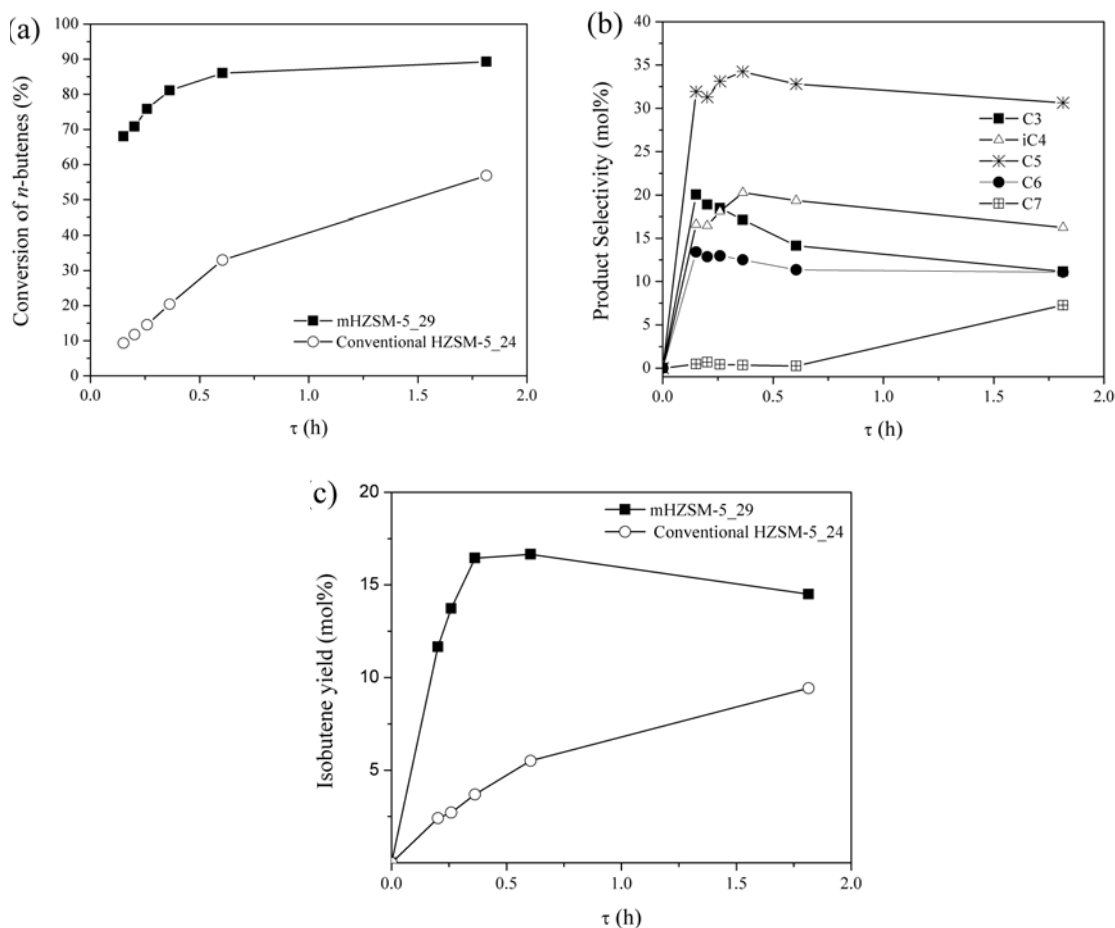 (a)
Conversion of n-butenes (%)
100
90
80
70
60
50
40
30
20
10
0
mHZSM-5_29
Conventional HZSM-5_24
0.0
0.5
1.0
1.5
2.0
τ (h)
(b)
Product Selectivity (mol%)
40
35
30
25
20
15
10
5
0
C3
iC4
C5
C6
C7
0.0
0.5
1.0
1.5
2.0
τ (h)
c)
Isobutene yield (mol%)
20
15
10
5
mHZSM-5_29
Conventional HZSM-5_24
0.0
0.5
1.0
1.5
2.0
τ (h)